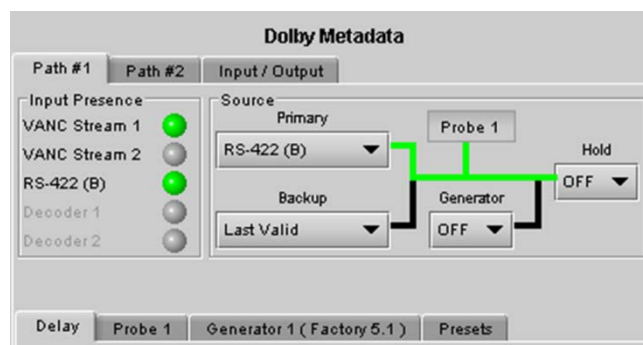 Dolby Metadata
Path #1 Path #2 Input / Output
Input Presence
VANC Stream 1
VANC Stream 2
RS-422 (B)
Decoder 1
Decoder 2
Source
Primary
RS-422 (B)
Probe 1
Hold
OFF
Backup
Last Valid
Generator
OFF
Delay Probe 1 Generator 1 ( Factory 5.1 ) Presets